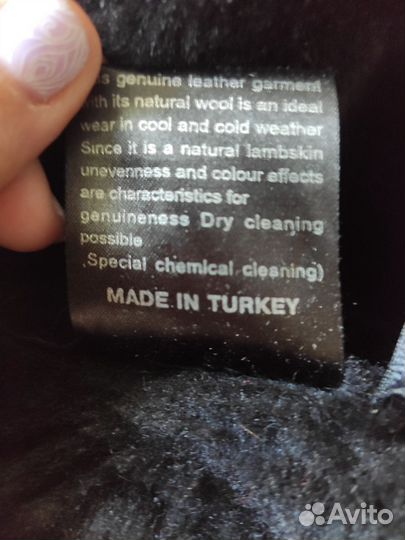 is genuine leather garment
with its natural wool is an ideal
wear in cool and cold weather
Since it is a natural lambskin
unevenness and colour effects
are characteristics for
genuineness Dry cleaning
possible
.Special chemical cleaning)
MADE IN TURKEY
Avito